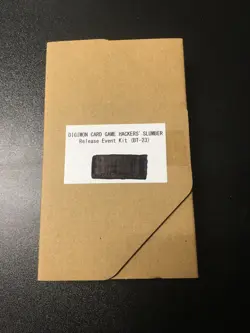 DIGIMON CARD GAME HACKERS' SLUMBER
Release Event Kit (BT-23)